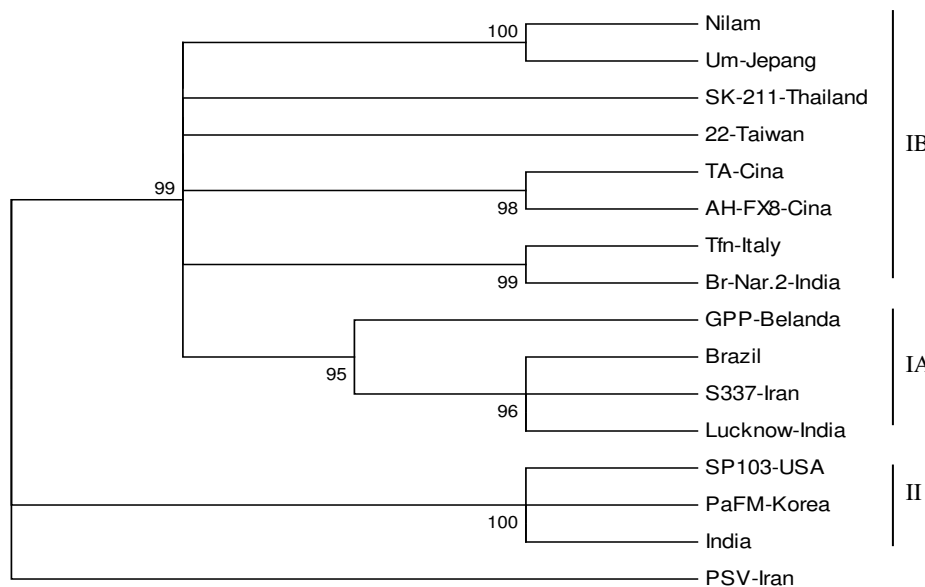 100
Nilam
Um-Jepang
SK-211-Thailand
22-Taiwan
IB
99
TA-Cina
98
AH-FX8-Cina
Tfn-Italy
99
Br-Nar.2-India
GPP-Belanda
95
Brazil
IA
S337-Iran
96
Lucknow-India
SP103-USA
II
PaFM-Korea
100
India
PSV-Iran